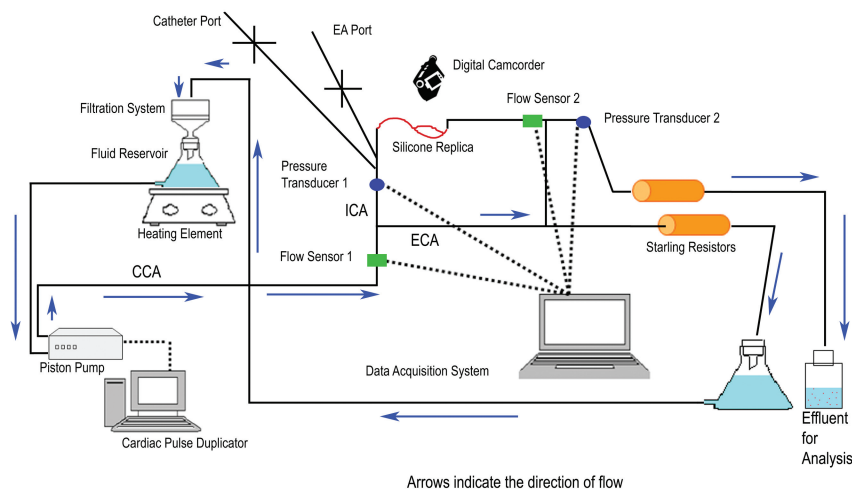 Catheter Port
EA Port
Digital Camcorder
Filtration System
Flow Sensor 2
Pressure Transducer 2
Fluid Reservoir
Silicone Replica
Pressure
Transducer 1
ICA
Heating Element
ECA
Starling Resistors
Flow Sensor 1
CCA
Piston Pump
Data Acquisition System
Cardiac Pulse Duplicator
Effluent
for
Analysis
Arrows indicate the direction of flow